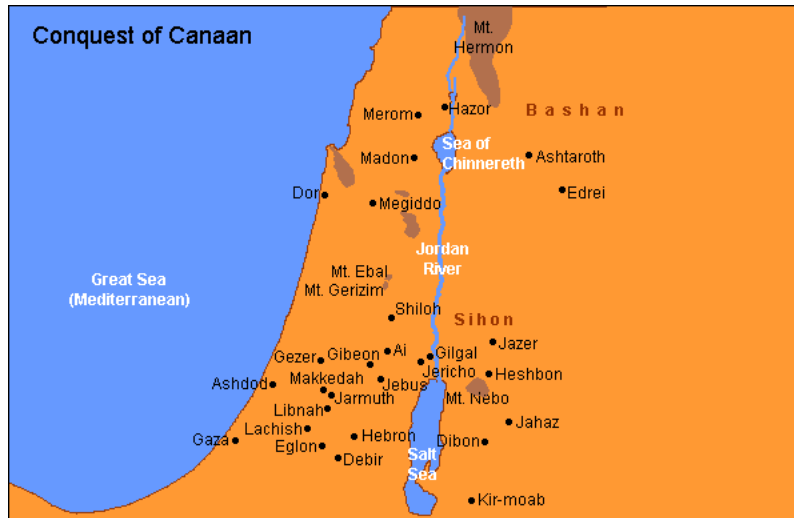 Conquest of Canaan
Mt.
Hermon
Merom
Hazor
Bashan
Sea of
Chinnereth
Madon
Ashtaroth
Dor
Megiddo
Edrei
Jordan
River
Great Sea
(Mediterranean)
Mt. Ebal
Mt. Gerizim
Shiloh
Sihon
Jazer
Gezer
Gibeon
Ai
Gilgal
Jericho
Heshbon
Ashdod
Makkedah
Jebus
Jarmuth
Mt. Nebo
Libnah
Jahaz
Lachish
Hebron
Gaza
Eglon
Dibon
Debir
Salt
Sea
Kir-moab